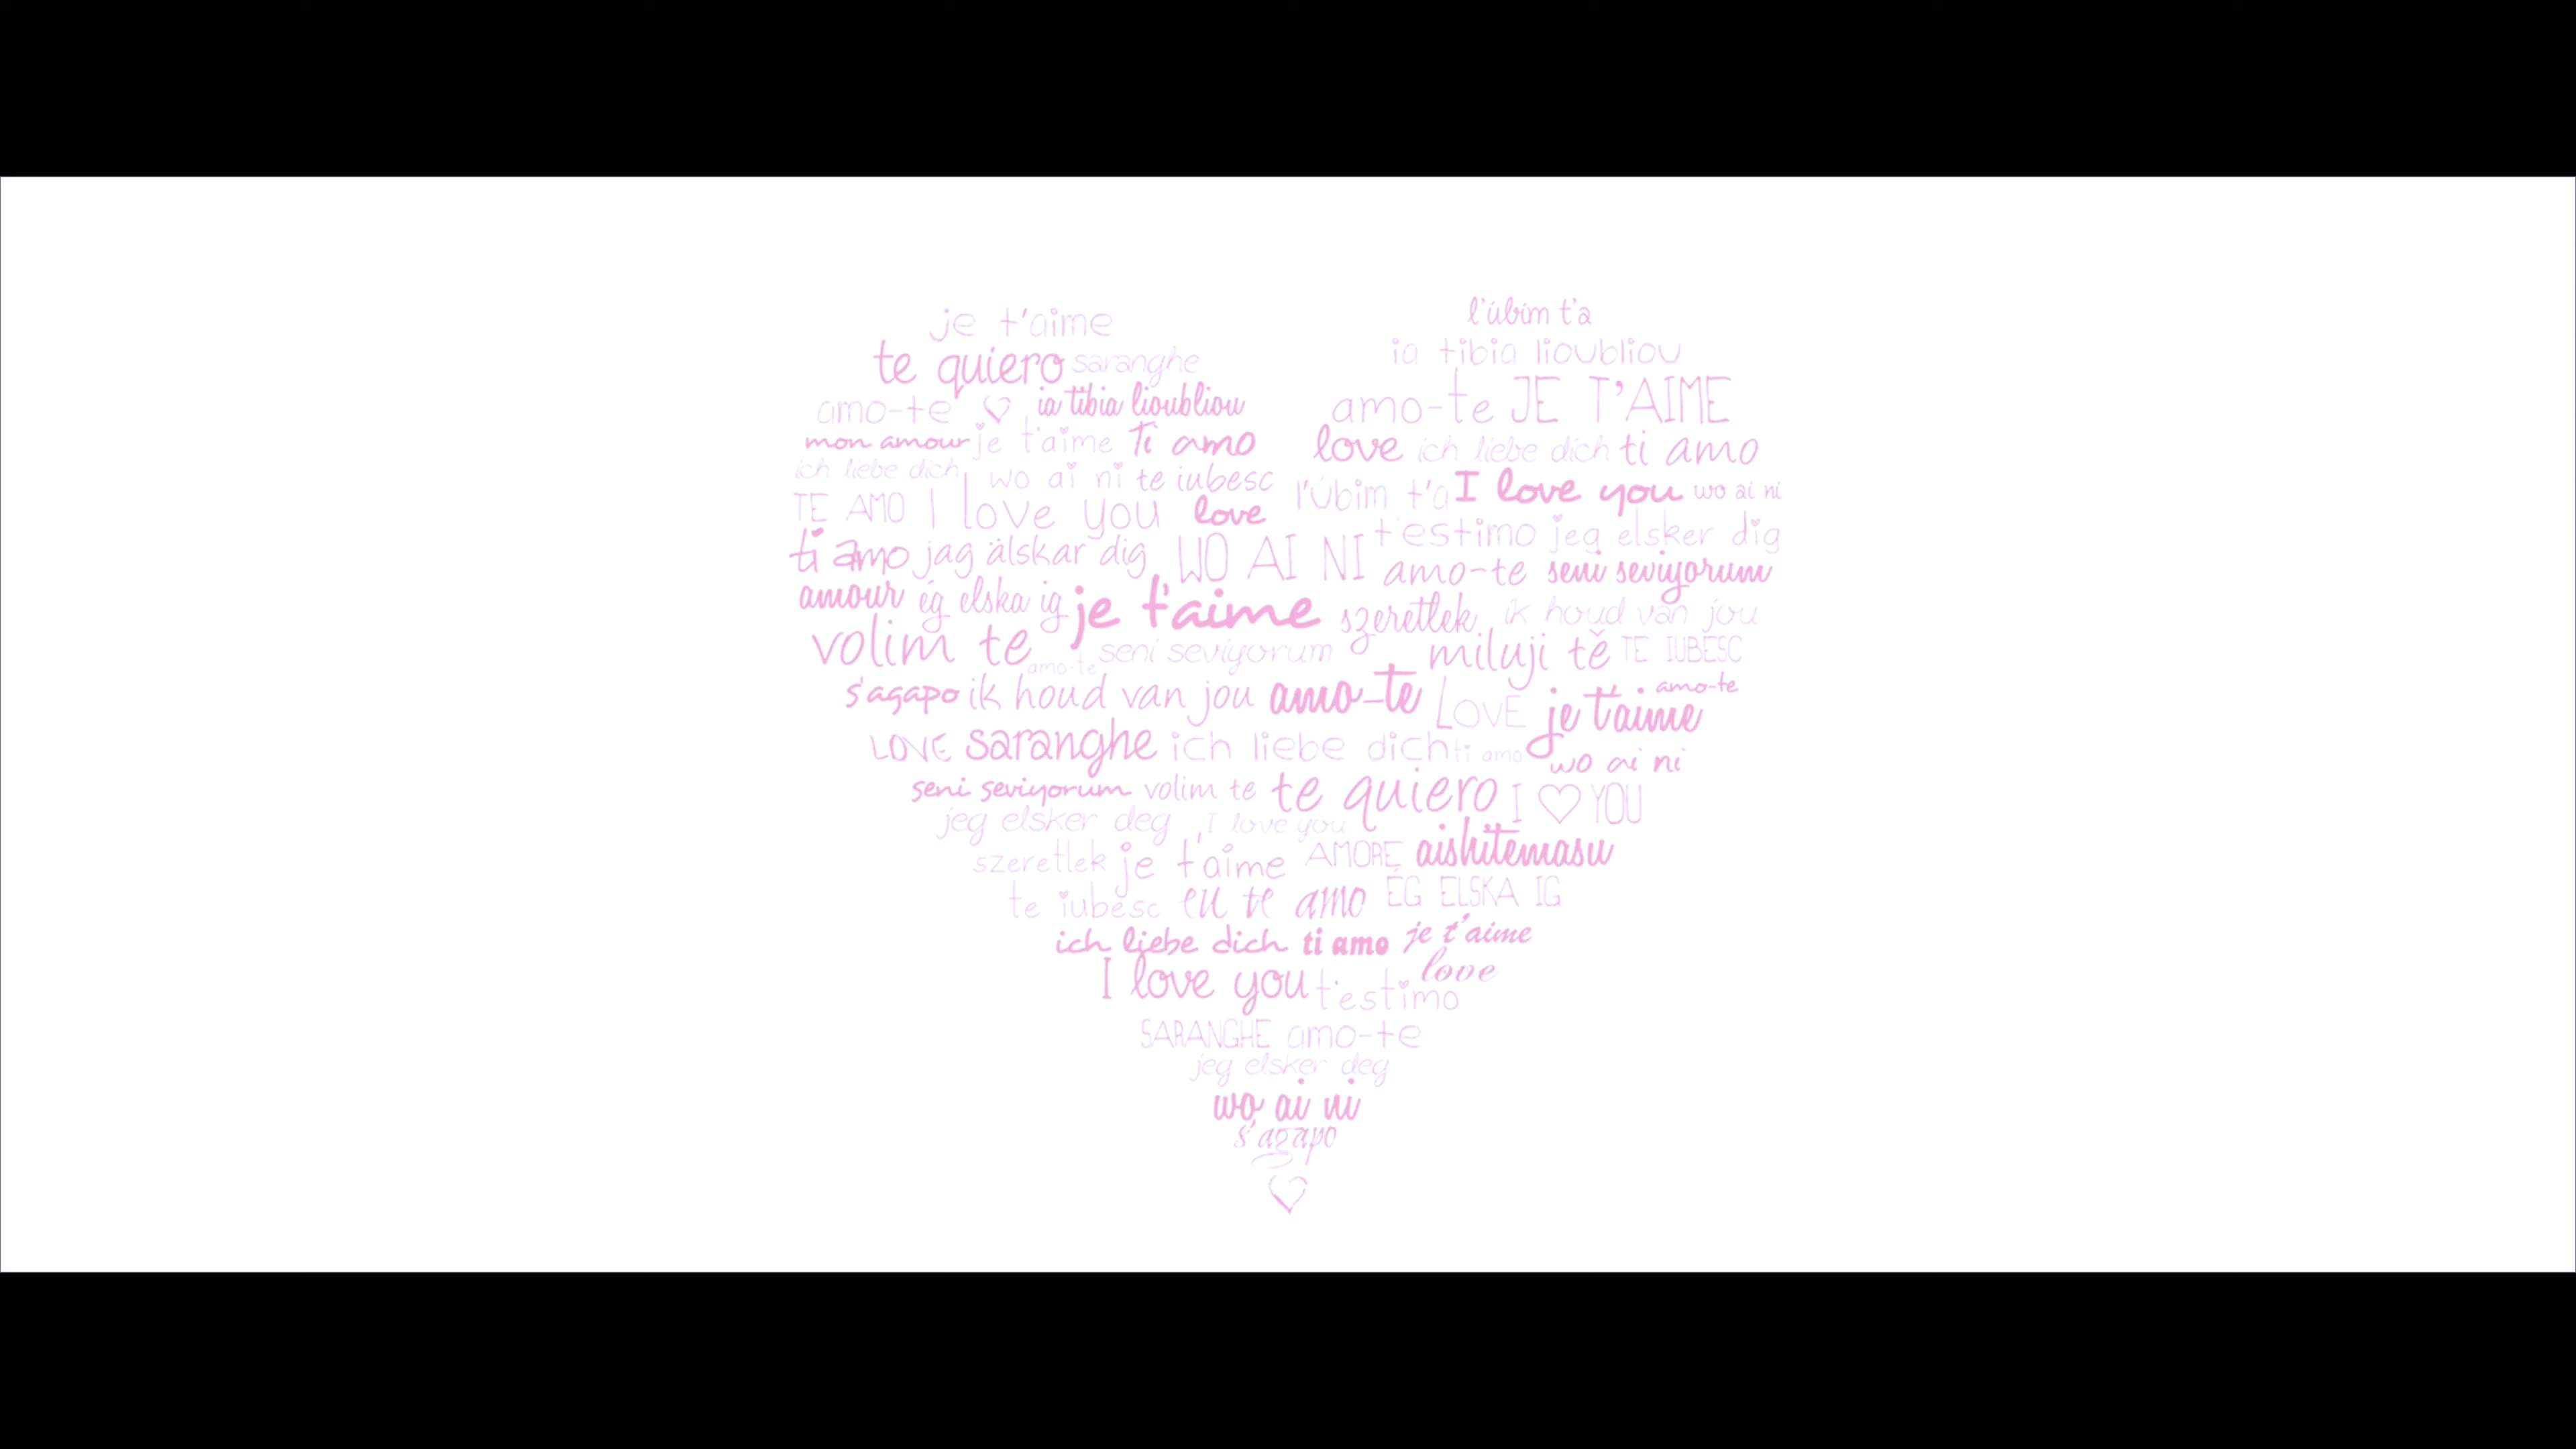 je t'aime
l'úbim t'a
te quiero saranghe
ia tibia lioubliou
amo-te ♡ ia tibia lioubliou
amo-te JE T'AIME
mon amour je t'aime ti amo
love ich liebe dich ti amo
ich liebe dich wo ai ni te iubesc
l'Úbim t'a I love you wo ai ni
TE AMO I love you love
t'estimo jeg elsker dig
ti amo jag älskar dig WO AI NI amo-te seni seviyorum
amour ég elska ig je t'aime szeretlek ik houd van jou
volim te amo-te seni seviyorum miluji tě TE IUBESC
s'agapo ik houd van jou amo-te LOVE je t'aime amo-te
LOVE saranghe ich liebe dich ti amo wo ai ni
seni seviyorum volim te te quiero I ♡ YOU
jeg elsker deg I love you
szeretlek je t'aime AMORE aishitemasu
te iubesc eu te amo ÉG ELSKA IG
ich liebe dich ti amo je t'aime
I love you t'estimo love
SARANGHE amo-te
jeg elsker deg
wo ai ni
s'agapo
♡